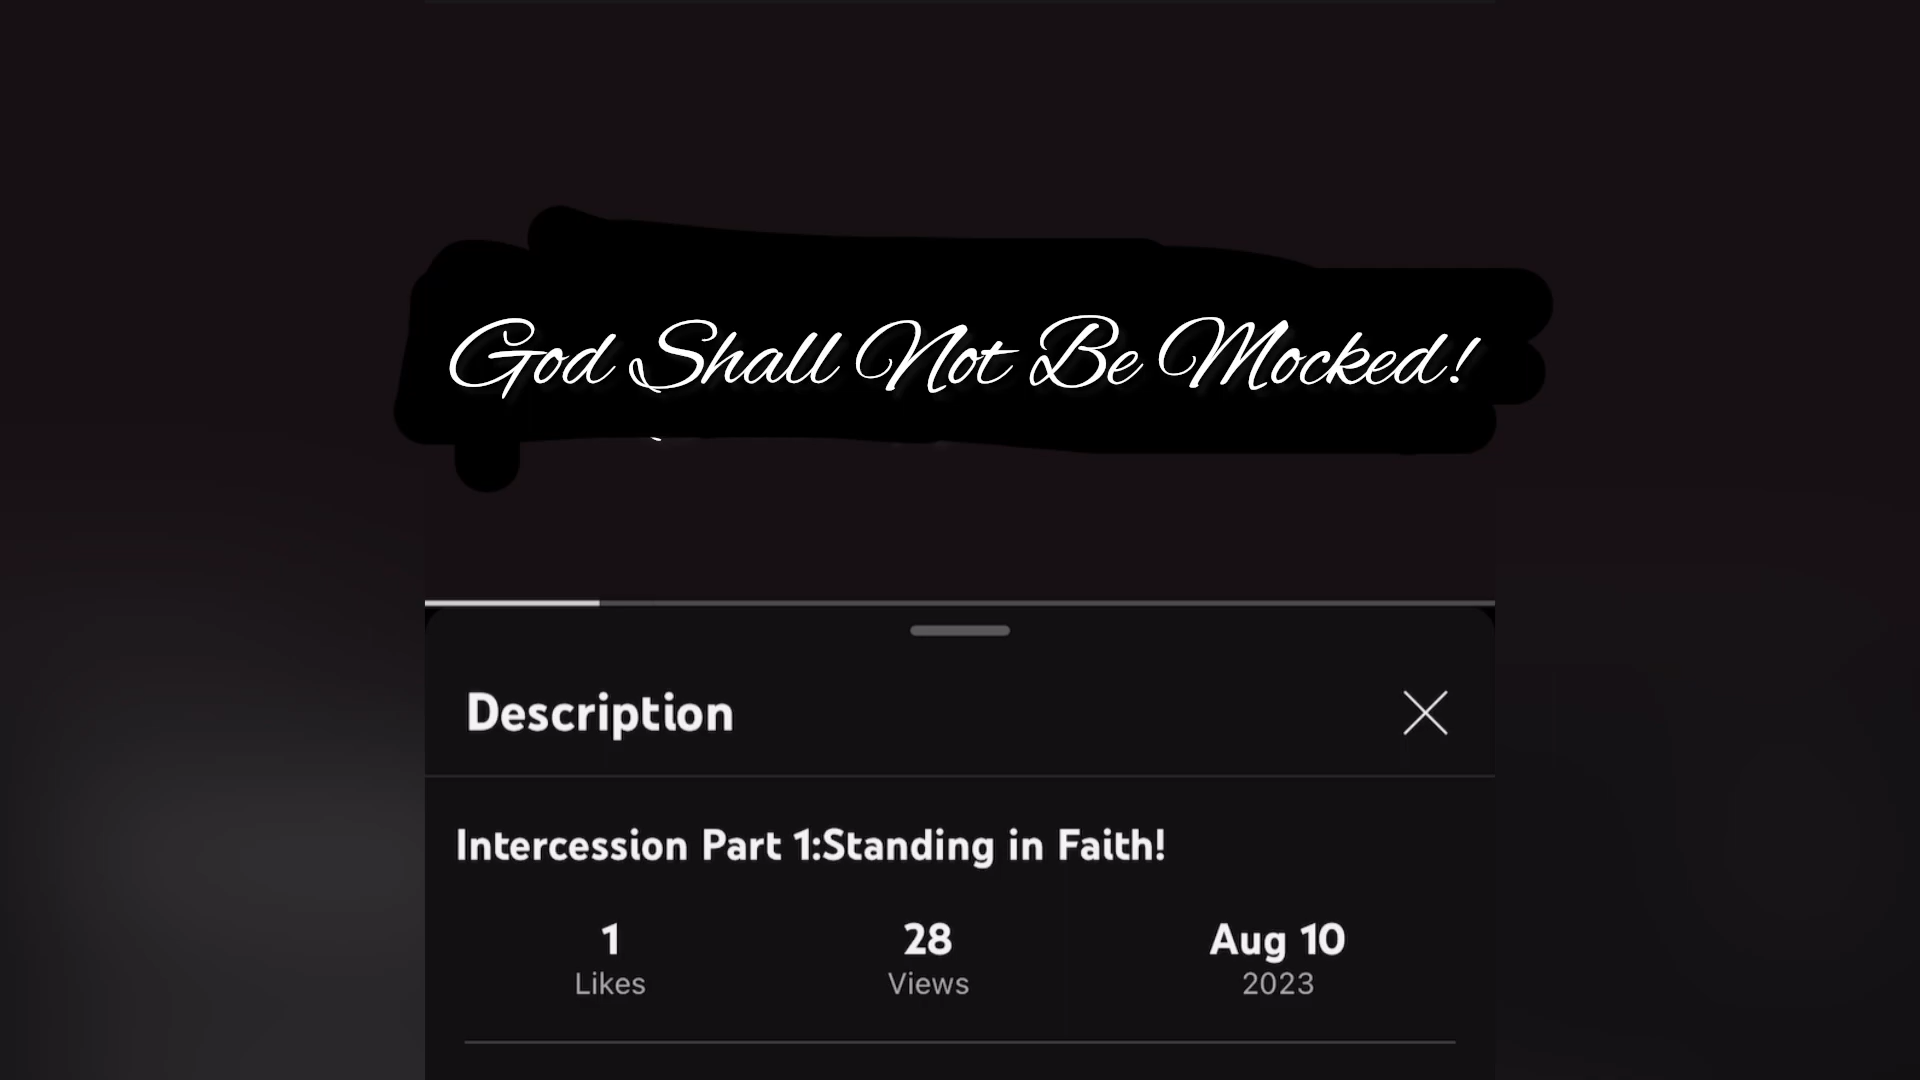 God Shall Not Be Mocked!
Description
Intercession Part 1:Standing in Faith!
1 28 Aug 10
Likes Views 2023